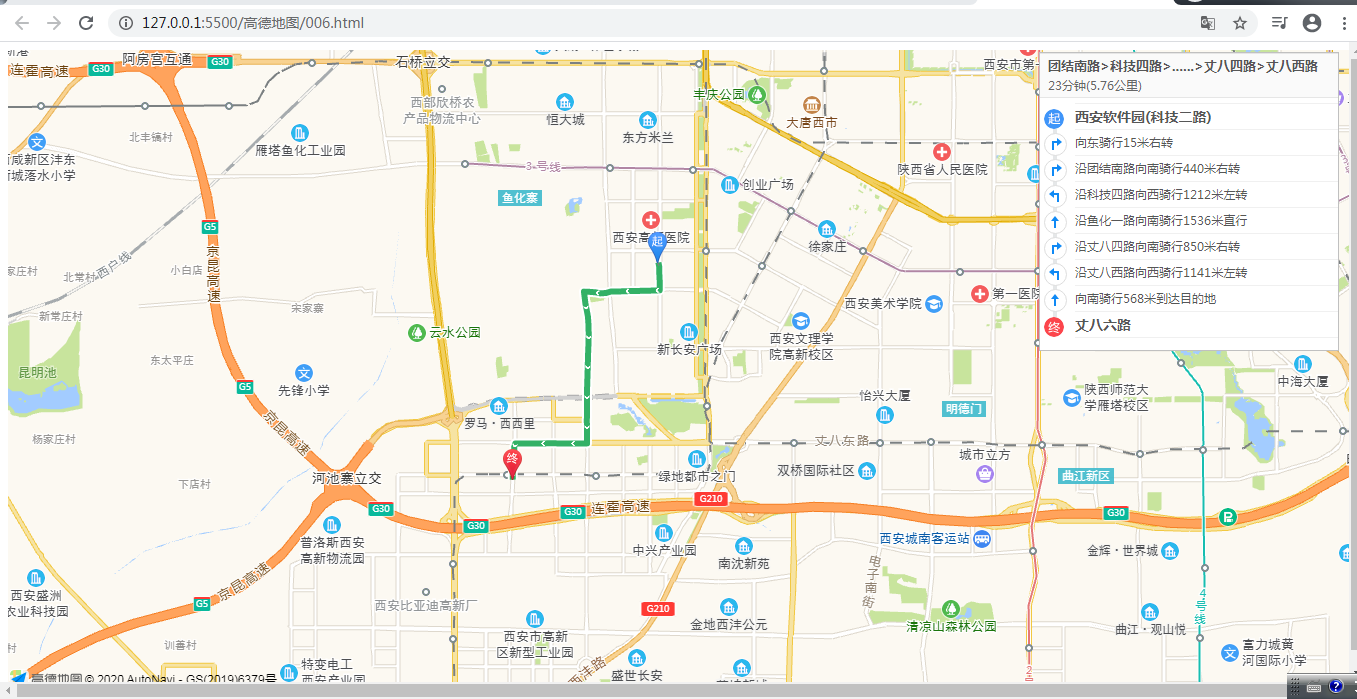 127.0.0.1:5500/高德地图/006.html
团结南路>科技四路>......>丈八四路>丈八西路
23分钟(5.76公里)
起 西安软件园(科技二路)
向东骑行15米右转
沿团结南路向南骑行440米右转
沿科技四路向西骑行1212米左转
沿鱼化一路向南骑行1536米直行
沿丈八四路向南骑行850米右转
沿丈八西路向西骑行1141米左转
向南骑行568米到达目的地
终 丈八六路
连霍高速
G30
阿房宫互通
G30
石桥立交
西安市第一
丰庆公园
大唐西市
西部欣桥农
产品物流中心
恒大城
东方米兰
北丰镇村
雁塔鱼化工业园
咸新区沣东
城落水小学
3号线
陕西省人民医院
创业广场
鱼化寨
G5
京昆高速
西户线
小白店
家庄村
北常村
西安高新医院
起
徐家庄
宋家寨
新常庄村
西安美术学院
第一医院
云水公园
西安文理学
院高新校区
新长安广场
东太平庄
昆明池
先锋小学
G5
中海大厦
陕西师范大
学雁塔校区
怡兴大厦
明德门
罗马·西西里
京昆高速
杨家庄村
丈八东路
终
城市立方
双桥国际社区
绿地都市之门
曲江新区
河池寨立交
下店村
G210
G30
连霍高速
G30
G30
G30
普洛斯西安
高新物流园
西安城南客运站
中兴产业园
南沈新苑
金辉·世界城
电子南街
京昆高速
G5
西安盛洲
农业科技园
西安比亚迪高新厂
G210
金地西沣公元
清凉山森林公园
4号线
曲江·观山悦
西安市高新
区新型工业园
训善村
富力城黄
河国际小学
特变电工
西安产业园
盛世长安
西沣路
2号
高德地图 © 2020 AutoNavi - GS(2019)6379号